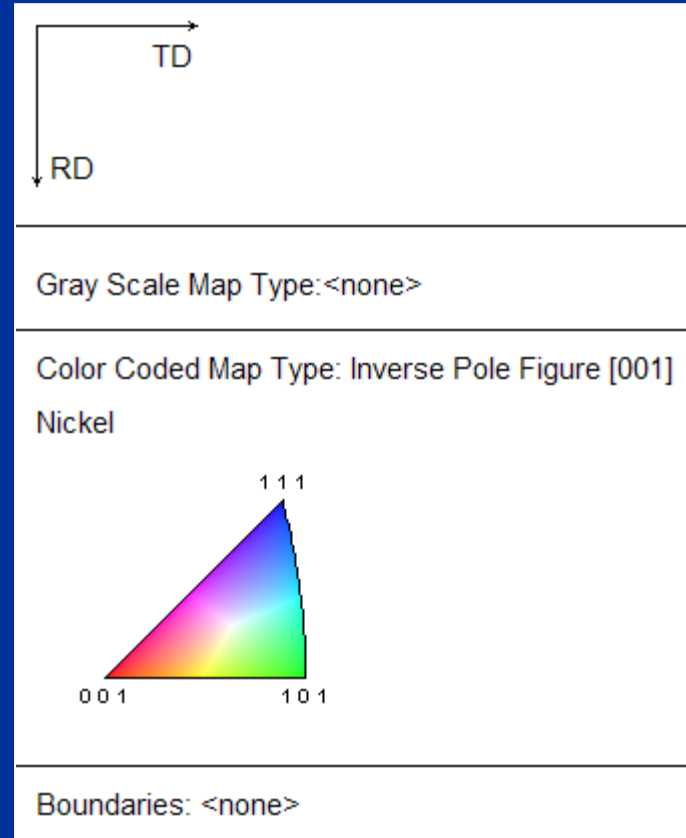 TD
RD
Gray Scale Map Type:<none>
Color Coded Map Type: Inverse Pole Figure [001]
Nickel
1 1 1
0 0 1
1 0 1
Boundaries: <none>